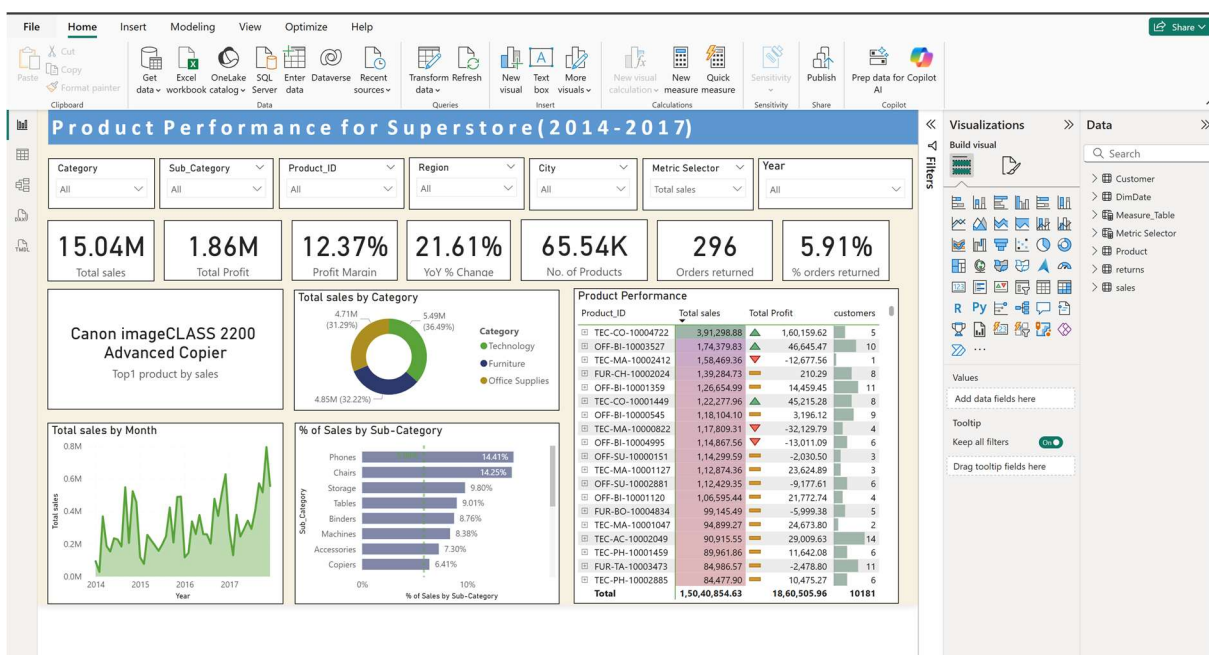 File Home Insert Modeling View Optimize Help Share
Paste
Cut
Copy
Format painter
Clipboard
Get data
Excel workbook
OneLake catalog
SQL Server
Enter data
Dataverse
Recent sources
Data
Transform data
Refresh
Queries
New visual
Text box
More visuals
Insert
New visual calculation
New measure
Quick measure
Calculations
Sensitivity
Sensitivity
Publish
Share
Prep data for AI
Copilot
Copilot
DAX
TMDL
Product Performance for Superstore(2014-2017)
Category
All
Sub_Category
All
Product_ID
All
Region
All
City
All
Metric Selector
Total sales
Year
All
15.04M
Total sales
1.86M
Total Profit
12.37%
Profit Margin
21.61%
YoY % Change
65.54K
No. of Products
296
Orders returned
5.91%
% orders returned
Canon imageCLASS 2200
Advanced Copier
Top1 product by sales
Total sales by Category
4.71M
(31.29%)
5.49M
(36.49%)
4.85M (32.22%)
Category
Technology
Furniture
Office Supplies
Total sales by Month
Total sales
0.8M
0.6M
0.4M
0.2M
0.0M
2014 2015 2016 2017
Year
% of Sales by Sub-Category
Sub_Category
Phones 14.41%
Chairs 14.25%
Storage 9.80%
Tables 9.01%
Binders 8.76%
Machines 8.38%
Accessories 7.30%
Copiers 6.41%
0% 10%
% of Sales by Sub-Category
Product Performance
Product_ID Total sales Total Profit customers
TEC-CO-10004722 3,91,298.88 1,60,159.62 5
OFF-BI-10003527 1,74,379.83 46,645.47 10
TEC-MA-10002412 1,58,469.36 -12,677.56 1
FUR-CH-10002024 1,39,284.73 210.29 8
OFF-BI-10001359 1,26,654.99 14,459.45 11
TEC-CO-10001449 1,22,277.96 45,215.28 8
OFF-BI-10000545 1,18,104.10 3,196.12 9
TEC-MA-10000822 1,17,809.31 -32,129.79 4
OFF-BI-10004995 1,14,867.56 -13,011.09 6
OFF-SU-10000151 1,14,299.59 -2,030.50 3
TEC-MA-10001127 1,12,874.36 23,624.89 3
OFF-SU-10002881 1,12,429.35 -9,177.61 6
OFF-BI-10001120 1,06,595.44 21,772.74 4
FUR-BO-10004834 99,145.49 -5,999.38 5
TEC-MA-10001047 94,899.27 24,673.80 2
TEC-AC-10002049 90,915.55 29,009.63 14
TEC-PH-10001459 89,961.86 11,642.08 6
FUR-TA-10003473 84,986.57 -2,478.80 11
TEC-PH-10002885 84,477.90 10,475.27 6
Total 1,50,40,854.63 18,60,505.96 10181
Filters
Visualizations
Build visual
123
R Py
Values
Add data fields here
Tooltip
Keep all filters On
Drag tooltip fields here
Data
Search
Customer
DimDate
Measure_Table
Metric Selector
Product
returns
sales